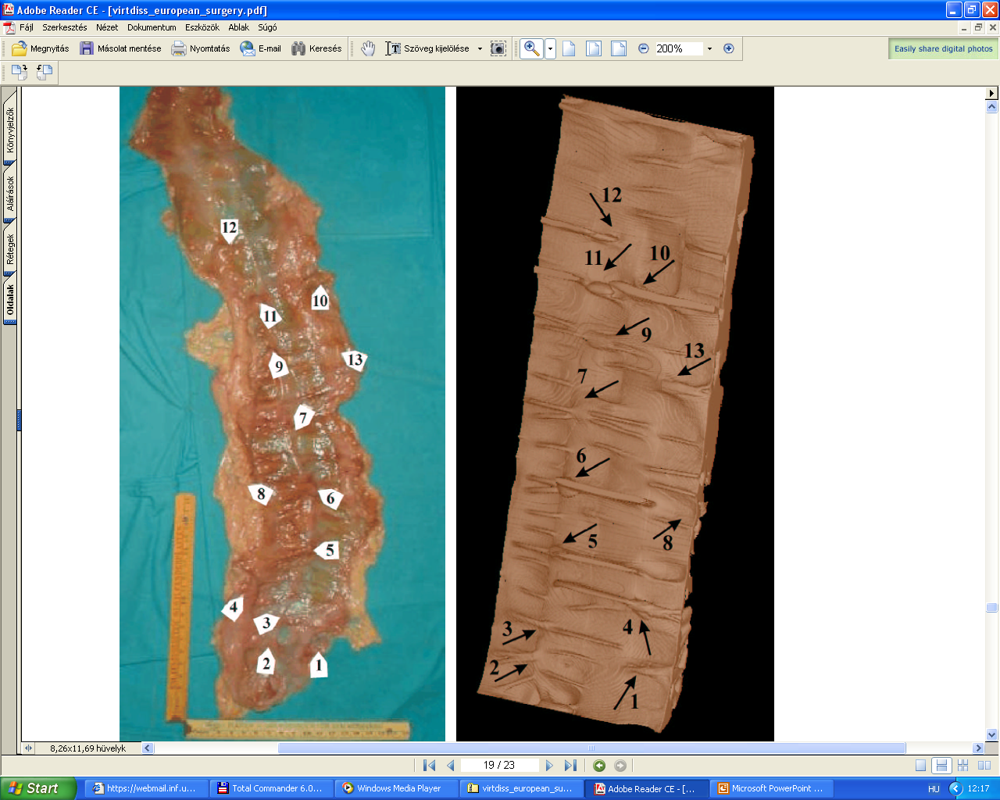 Adobe Reader CE - [virtdiss_european_surgery.pdf]
Fájl Szerkesztés Nézet Dokumentum Eszközök Ablak Súgó
Megnyitás Másolat mentése Nyomtatás E-mail Keresés Szöveg kijelölése 200% Easily share digital photos
Könyvjelzők
Aláírások
Rétegek
Oldalak
12
10
11
13
9
7
8
6
5
4
3
2
1
12
11
10
9
13
7
6
5
8
3
4
2
1
8,26x11,69 hüvelyk
19 / 23
Start https://webmail.inf.u... Total Commander 6.0... Windows Media Player virtdiss_european_su... Adobe Reader CE - [... Microsoft PowerPoint ... HU 12:17